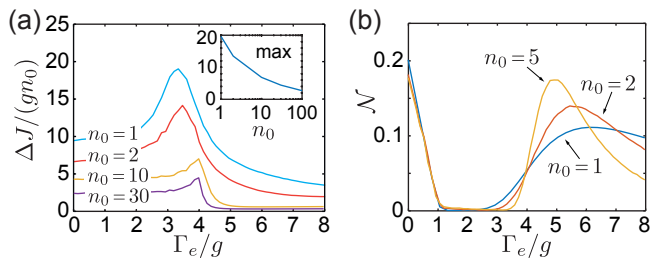 (a)
ΔJ/(gn₀)
25
20
15
10
5
0
n₀ = 1
n₀ = 2
n₀ = 10
n₀ = 30
0 1 2 3 4 5 6 7 8
Γₑ/g
20
10
0
max
1 10 100
n₀
(b)
𝒩
0.2
0.1
0
n₀ = 5
n₀ = 2
n₀ = 1
0 1 2 3 4 5 6 7 8
Γₑ/g